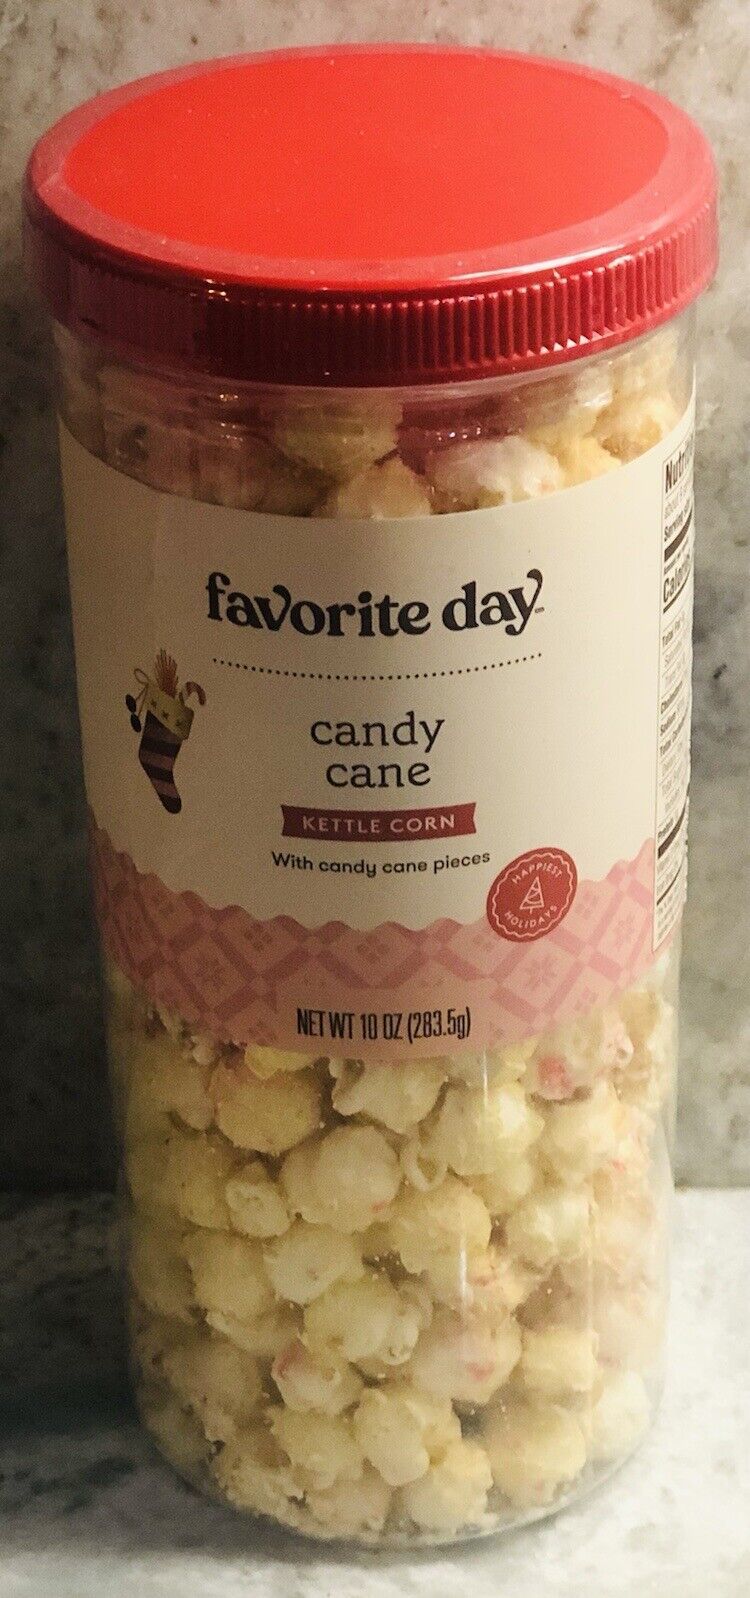 favorite day
candy
cane
KETTLE CORN
With candy cane pieces
HAPPIEST
HOLIDAYS
NET WT 10 OZ (283.5g)